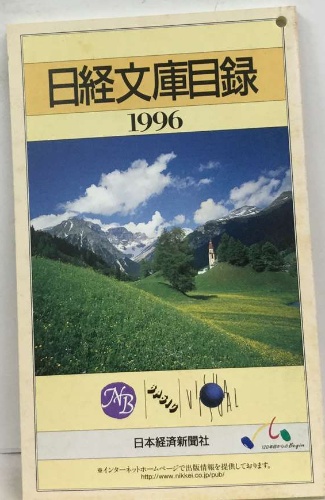 日経文庫目録
1996
NB
VISUAL
日本経済新聞社
※インターネットホームページで出版情報を提供しております。
http://www.nikkei.co.jp/pub/